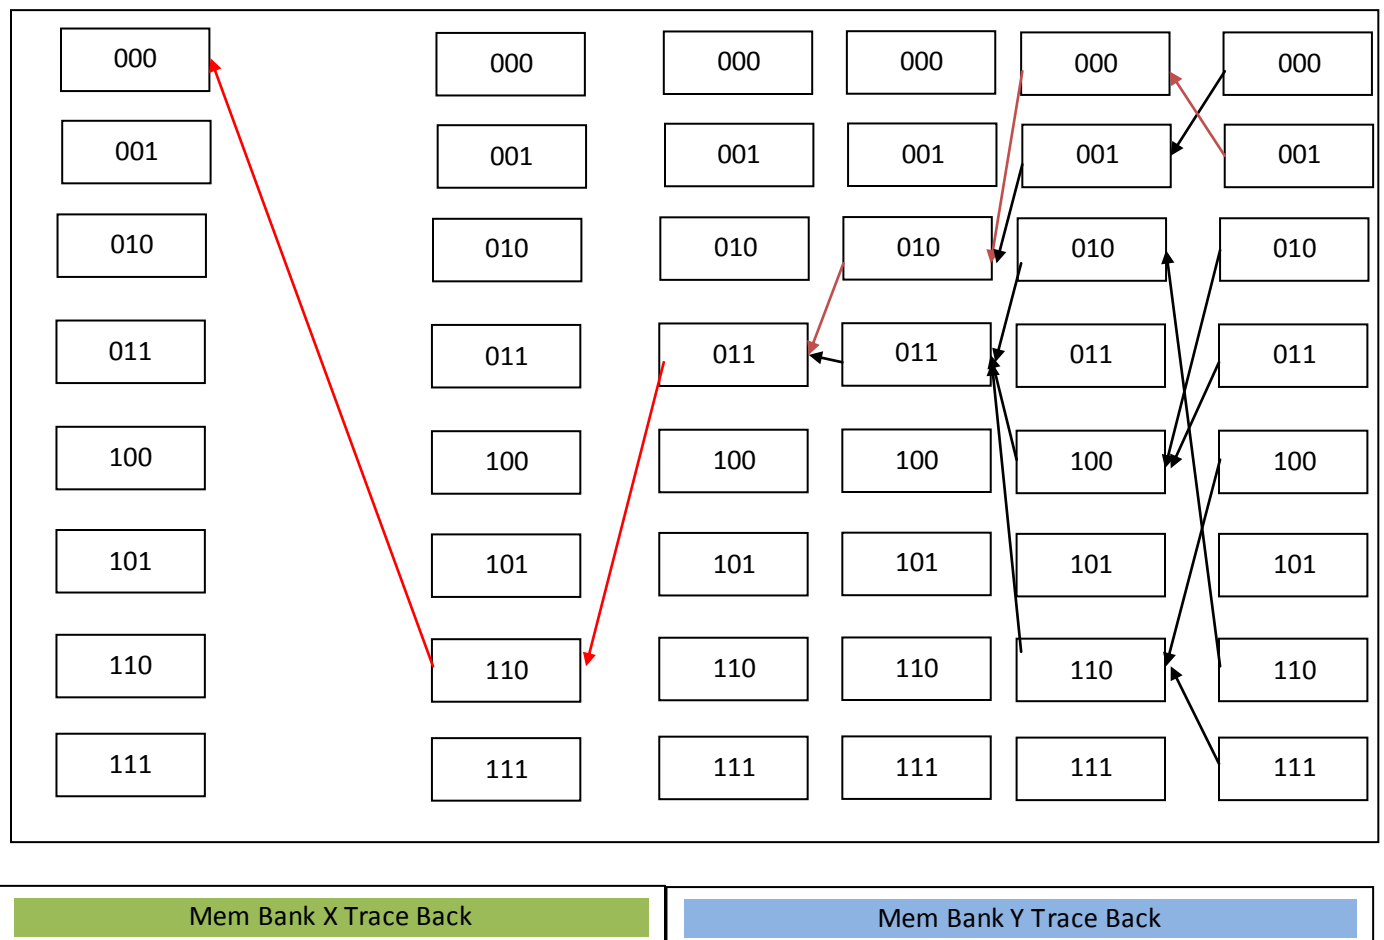 000 000 000 000 000 000
001 001 001 001 001 001
010 010 010 010 010 010
011 011 011 011 011 011
100 100 100 100 100 100
101 101 101 101 101 101
110 110 110 110 110 110
111 111 111 111 111 111
Mem Bank X Trace Back Mem Bank Y Trace Back